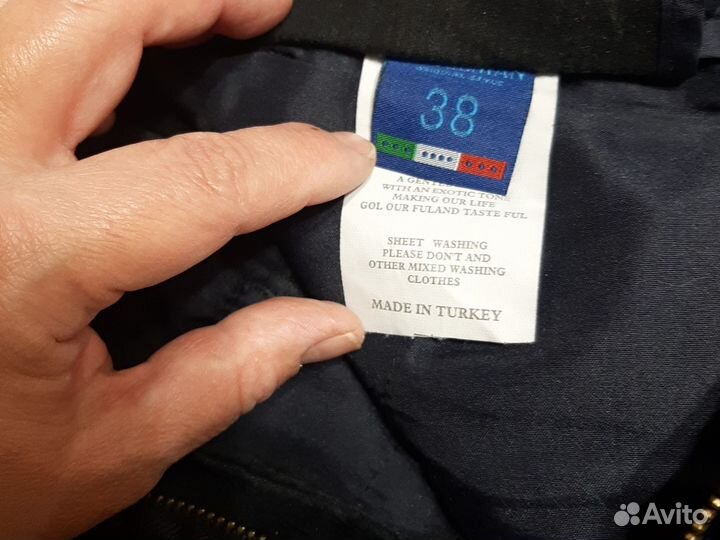 38
A
WITH AN EXOTIC TONE
MAKING OUR LIFE
GOL OUR FULAND TASTE FUL
SHEET WASHING
PLEASE DON'T AND
OTHER MIXED WASHING
CLOTHES
MADE IN TURKEY
Avito